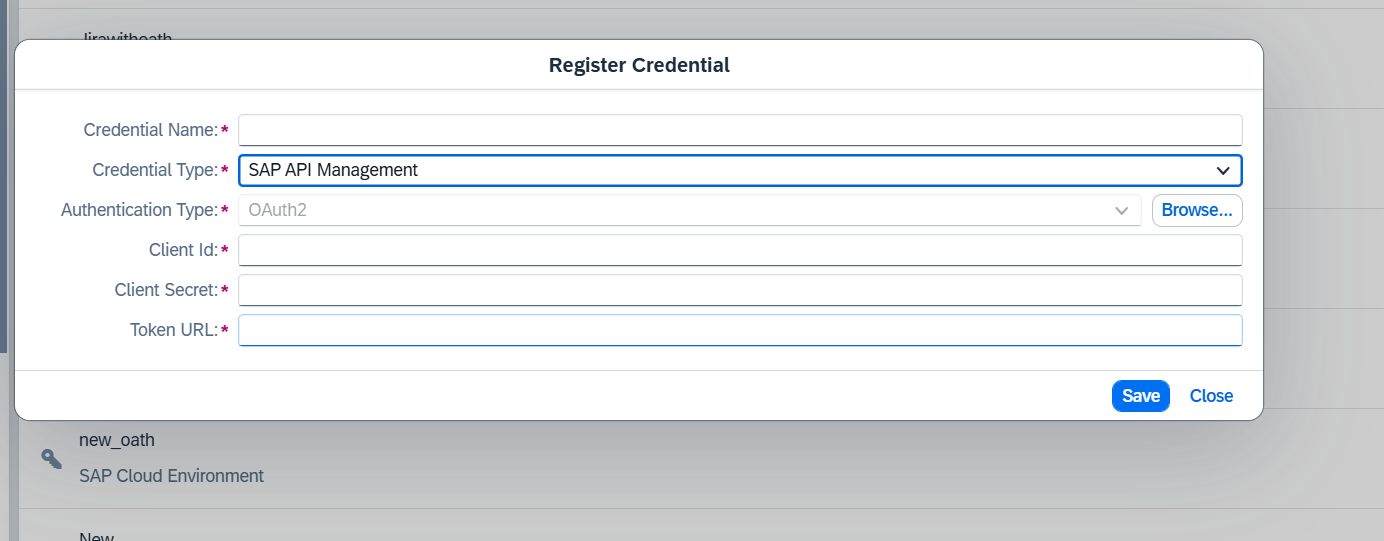 Jirawithoath
Register Credential
Credential Name:*
Credential Type:* SAP API Management
Authentication Type:* OAuth2 Browse...
Client Id:*
Client Secret:*
Token URL:*
Save Close
new_oath
SAP Cloud Environment
New